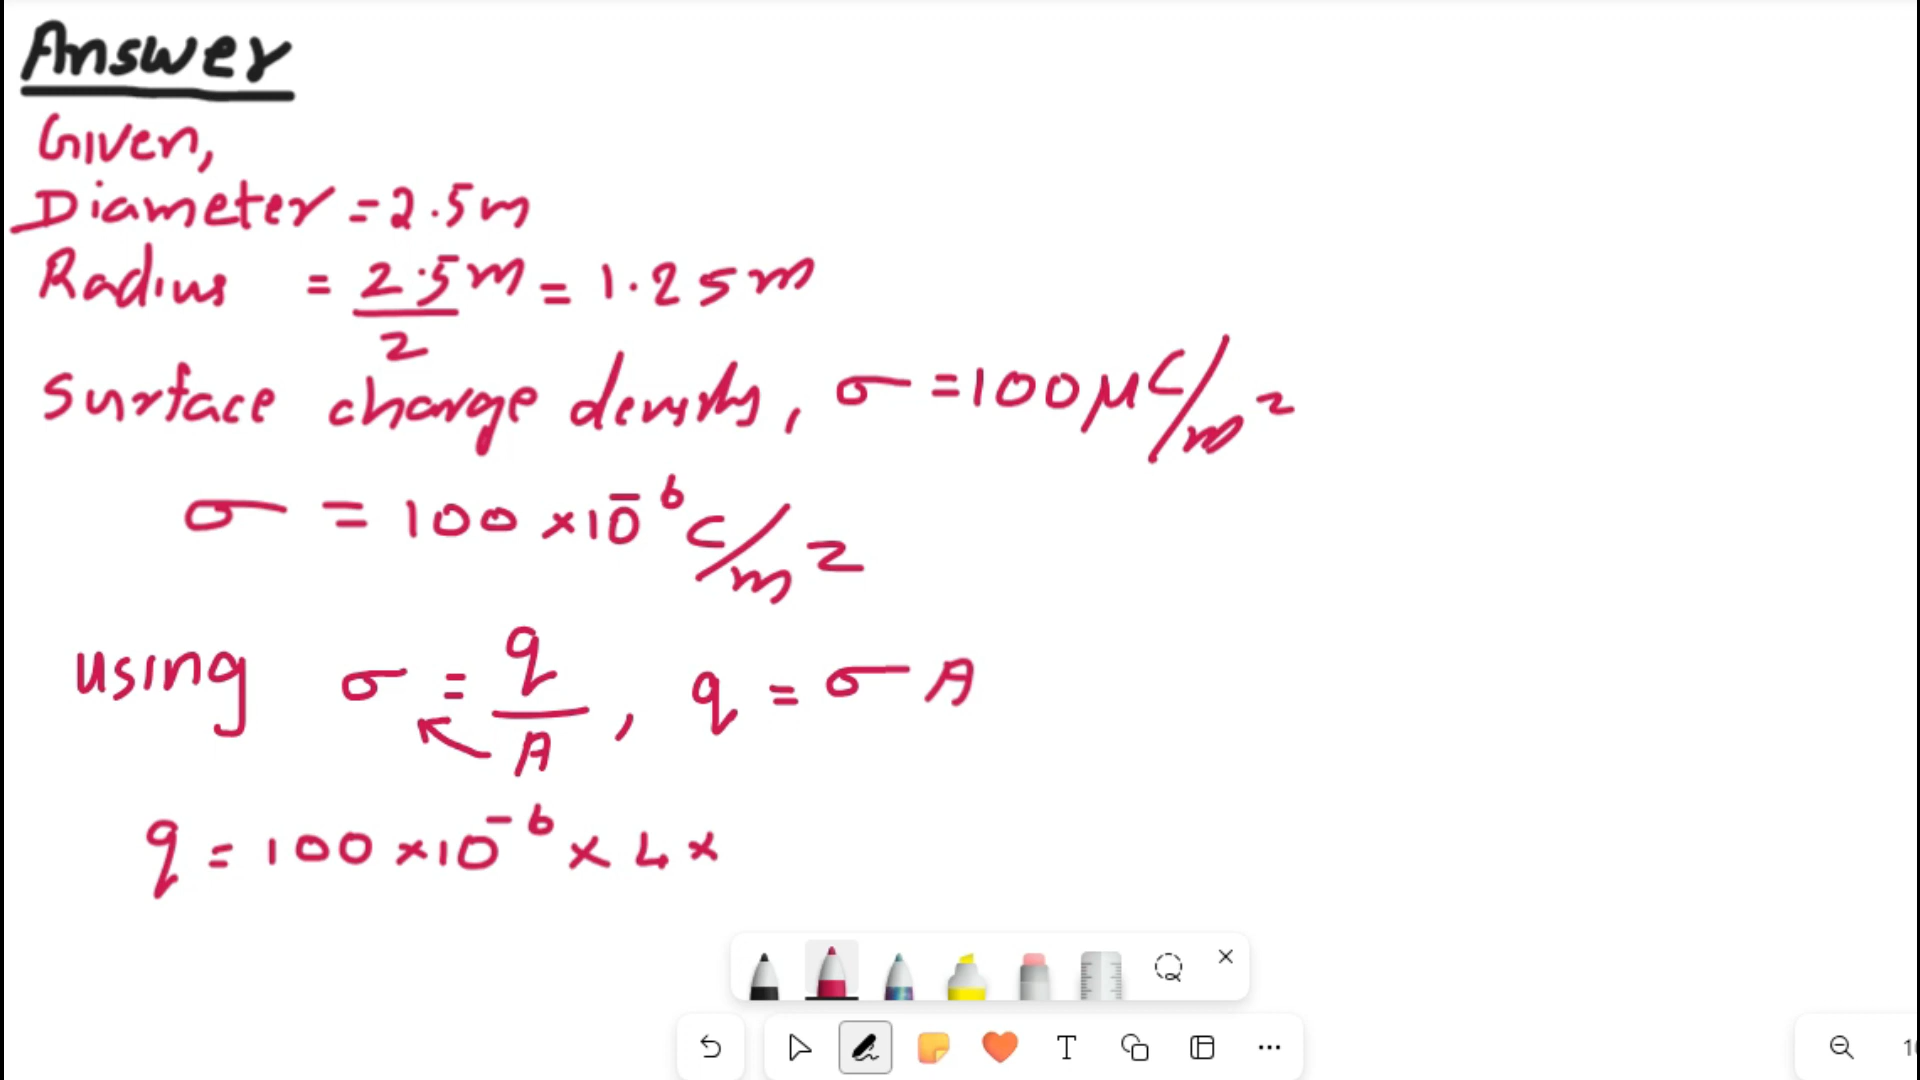 Answer
Given,
Diameter = 2.5m
Radius = 2.5m/2 = 1.25m
Surface charge density, σ = 100μC/m²
σ = 100 × 10⁻⁶ C/m²
using σ = q/A, q = σA
q = 100 × 10⁻⁶ × 4 ×
T